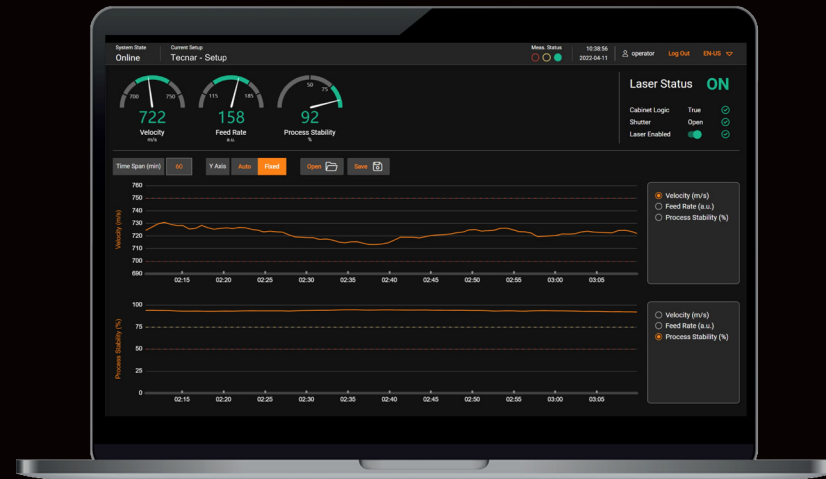 System State
Online
Current Setup
Tecnar - Setup
Meas. Status
10:38:56
2022-04-11
operator
Log Out
EN-US
700 750
722
Velocity
m/s
115 185
158
Feed Rate
a.u.
50 75
92
Process Stability
%
Laser Status ON
Cabinet Logic True
Shutter Open
Laser Enabled
Time Span (min) 60
Y Axis Auto Fixed
Open
Save
Velocity (m/s)
760
750
740
730
720
710
700
690
02:15 02:20 02:25 02:30 02:35 02:40 02:45 02:50 02:55 03:00 03:05
Velocity (m/s)
Feed Rate (a.u.)
Process Stability (%)
Process Stability (%)
100
75
50
25
0
02:15 02:20 02:25 02:30 02:35 02:40 02:45 02:50 02:55 03:00 03:05
Velocity (m/s)
Feed Rate (a.u.)
Process Stability (%)